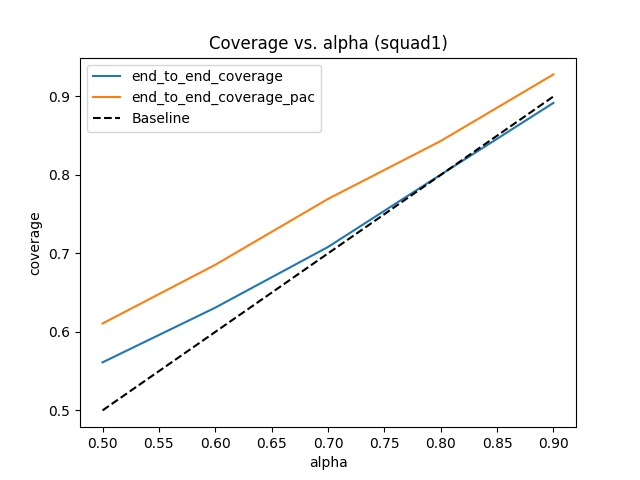 Coverage vs. alpha (squad1)
end_to_end_coverage
end_to_end_coverage_pac
Baseline
coverage
0.9
0.8
0.7
0.6
0.5
0.50 0.55 0.60 0.65 0.70 0.75 0.80 0.85 0.90
alpha